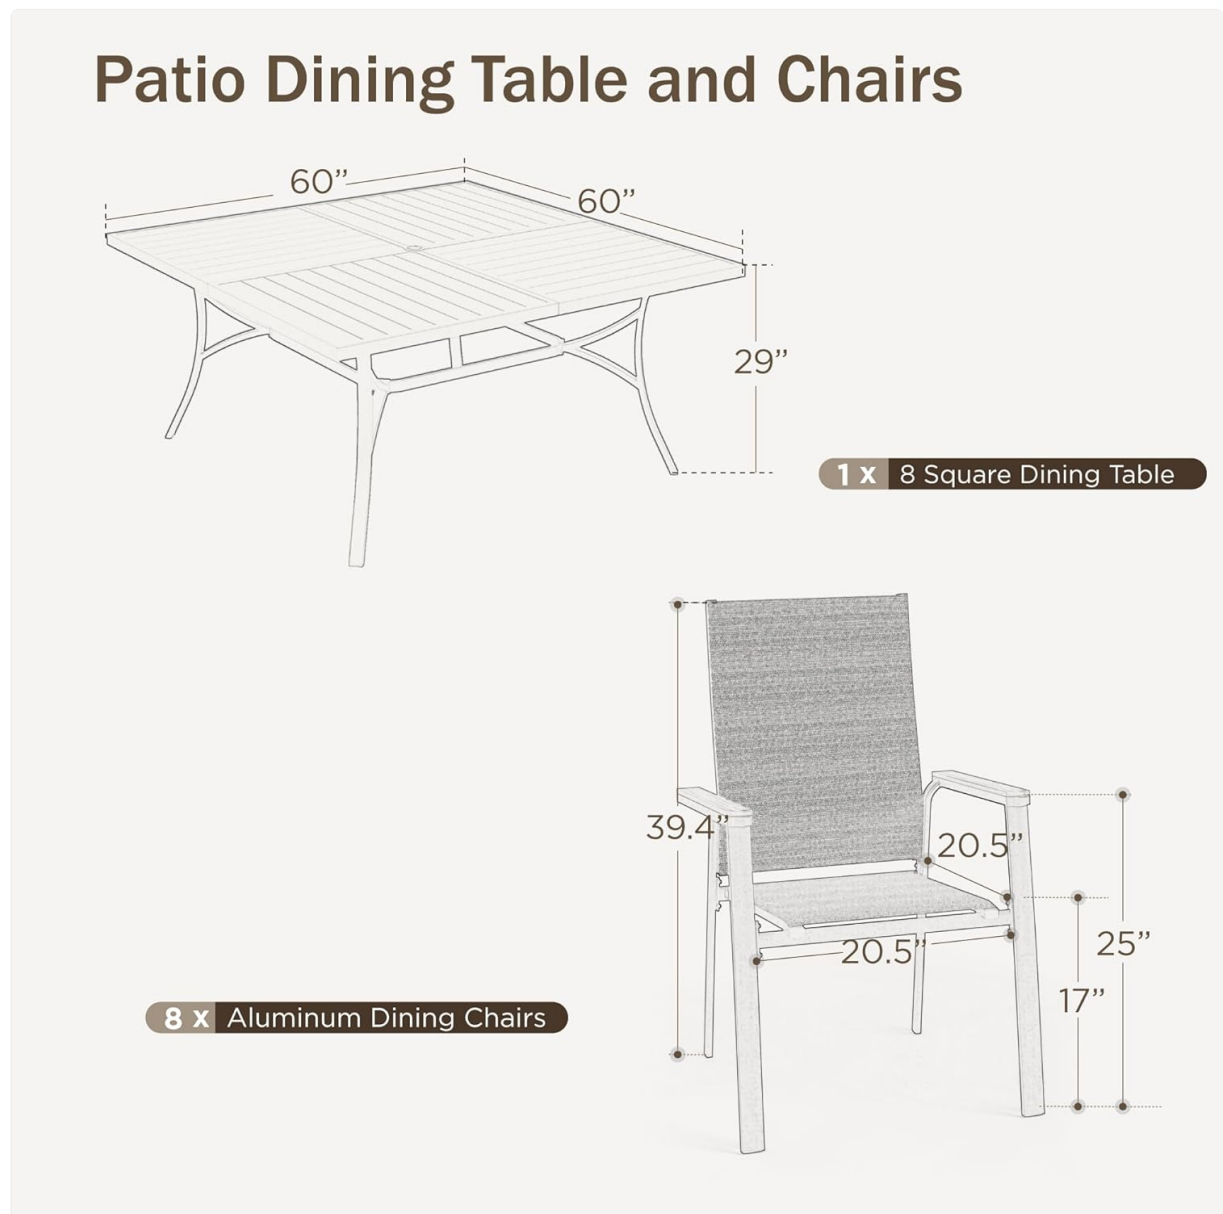 Patio Dining Table and Chairs
60”
60”
29”
1 x 8 Square Dining Table
39.4”
20.5”
20.5”
25”
17”
8 x Aluminum Dining Chairs